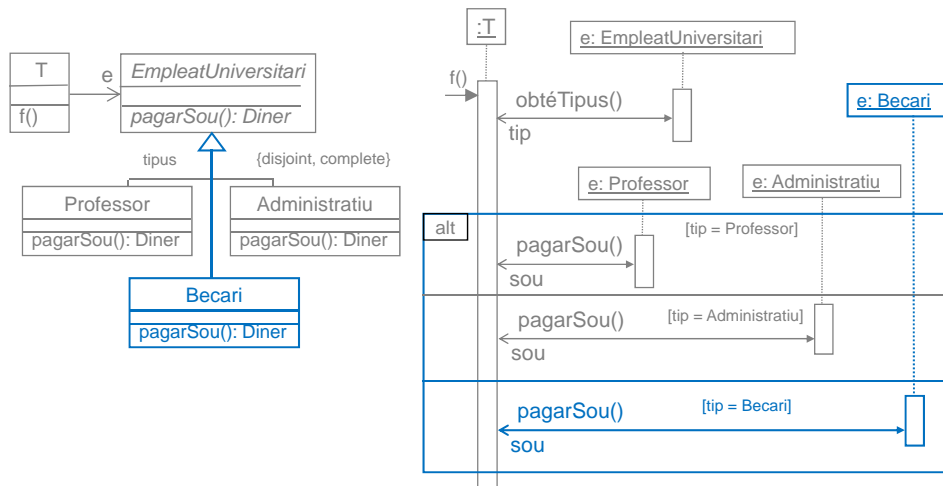 T
f()
e
EmpleatUniversitari
pagarSou(): Diner
tipus
{disjoint, complete}
Professor
pagarSou(): Diner
Administratiu
pagarSou(): Diner
Becari
pagarSou(): Diner
:T
e: EmpleatUniversitari
f()
obtéTipus()
tip
e: Becari
e: Professor
e: Administratiu
alt
[tip = Professor]
pagarSou()
sou
[tip = Administratiu]
pagarSou()
sou
[tip = Becari]
pagarSou()
sou